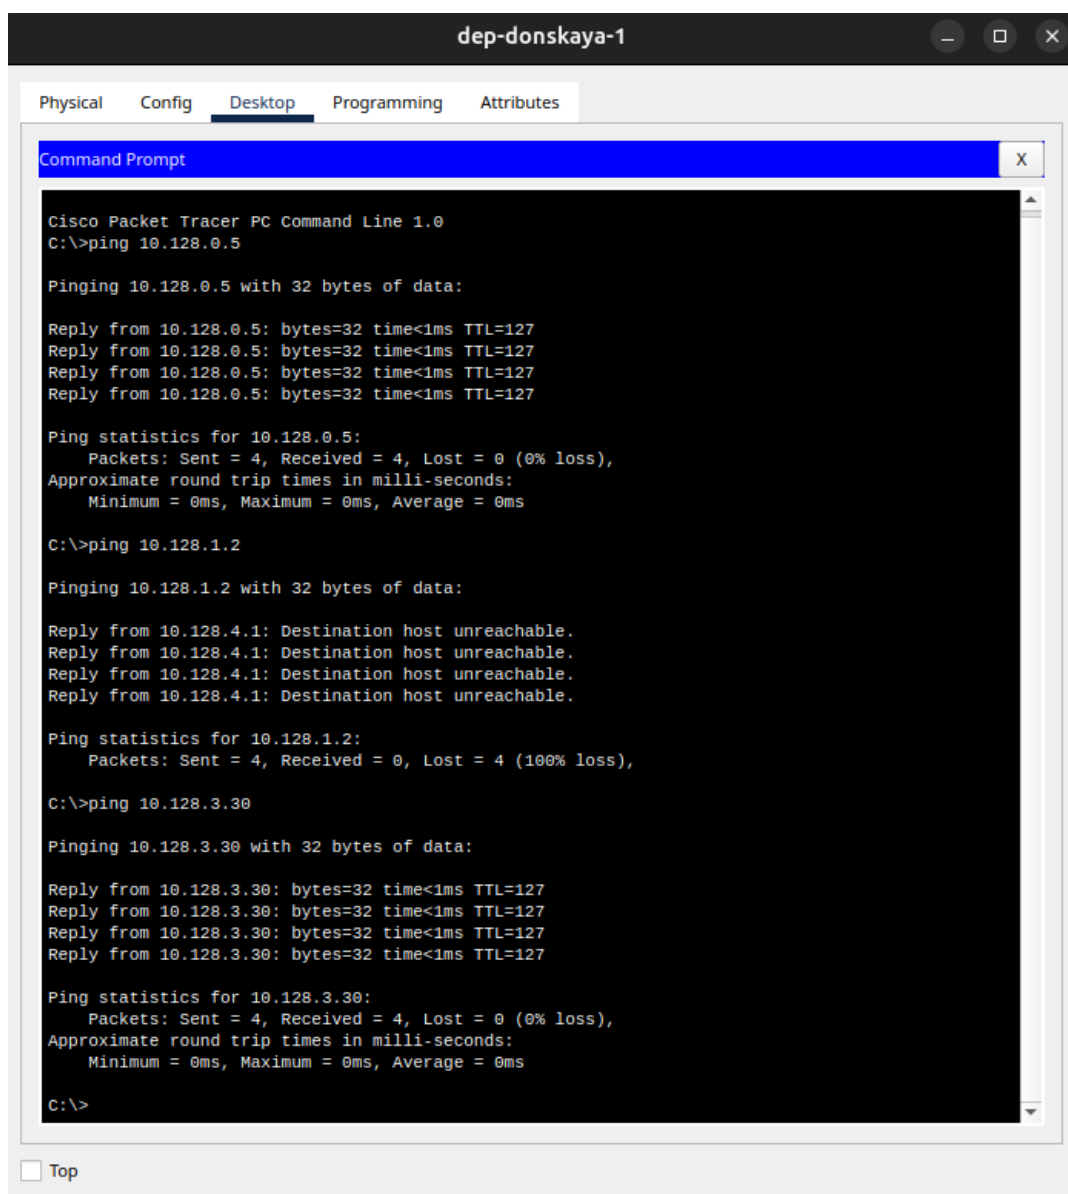 dep-donskaya-1
Physical Config Desktop Programming Attributes
Command Prompt X
Cisco Packet Tracer PC Command Line 1.0
C:\>ping 10.128.0.5
Pinging 10.128.0.5 with 32 bytes of data:
Reply from 10.128.0.5: bytes=32 time<1ms TTL=127
Reply from 10.128.0.5: bytes=32 time<1ms TTL=127
Reply from 10.128.0.5: bytes=32 time<1ms TTL=127
Reply from 10.128.0.5: bytes=32 time<1ms TTL=127
Ping statistics for 10.128.0.5:
    Packets: Sent = 4, Received = 4, Lost = 0 (0% loss),
Approximate round trip times in milli-seconds:
    Minimum = 0ms, Maximum = 0ms, Average = 0ms
C:\>ping 10.128.1.2
Pinging 10.128.1.2 with 32 bytes of data:
Reply from 10.128.4.1: Destination host unreachable.
Reply from 10.128.4.1: Destination host unreachable.
Reply from 10.128.4.1: Destination host unreachable.
Reply from 10.128.4.1: Destination host unreachable.
Ping statistics for 10.128.1.2:
    Packets: Sent = 4, Received = 0, Lost = 4 (100% loss),
C:\>ping 10.128.3.30
Pinging 10.128.3.30 with 32 bytes of data:
Reply from 10.128.3.30: bytes=32 time<1ms TTL=127
Reply from 10.128.3.30: bytes=32 time<1ms TTL=127
Reply from 10.128.3.30: bytes=32 time<1ms TTL=127
Reply from 10.128.3.30: bytes=32 time<1ms TTL=127
Ping statistics for 10.128.3.30:
    Packets: Sent = 4, Received = 4, Lost = 0 (0% loss),
Approximate round trip times in milli-seconds:
    Minimum = 0ms, Maximum = 0ms, Average = 0ms
C:\>
Top